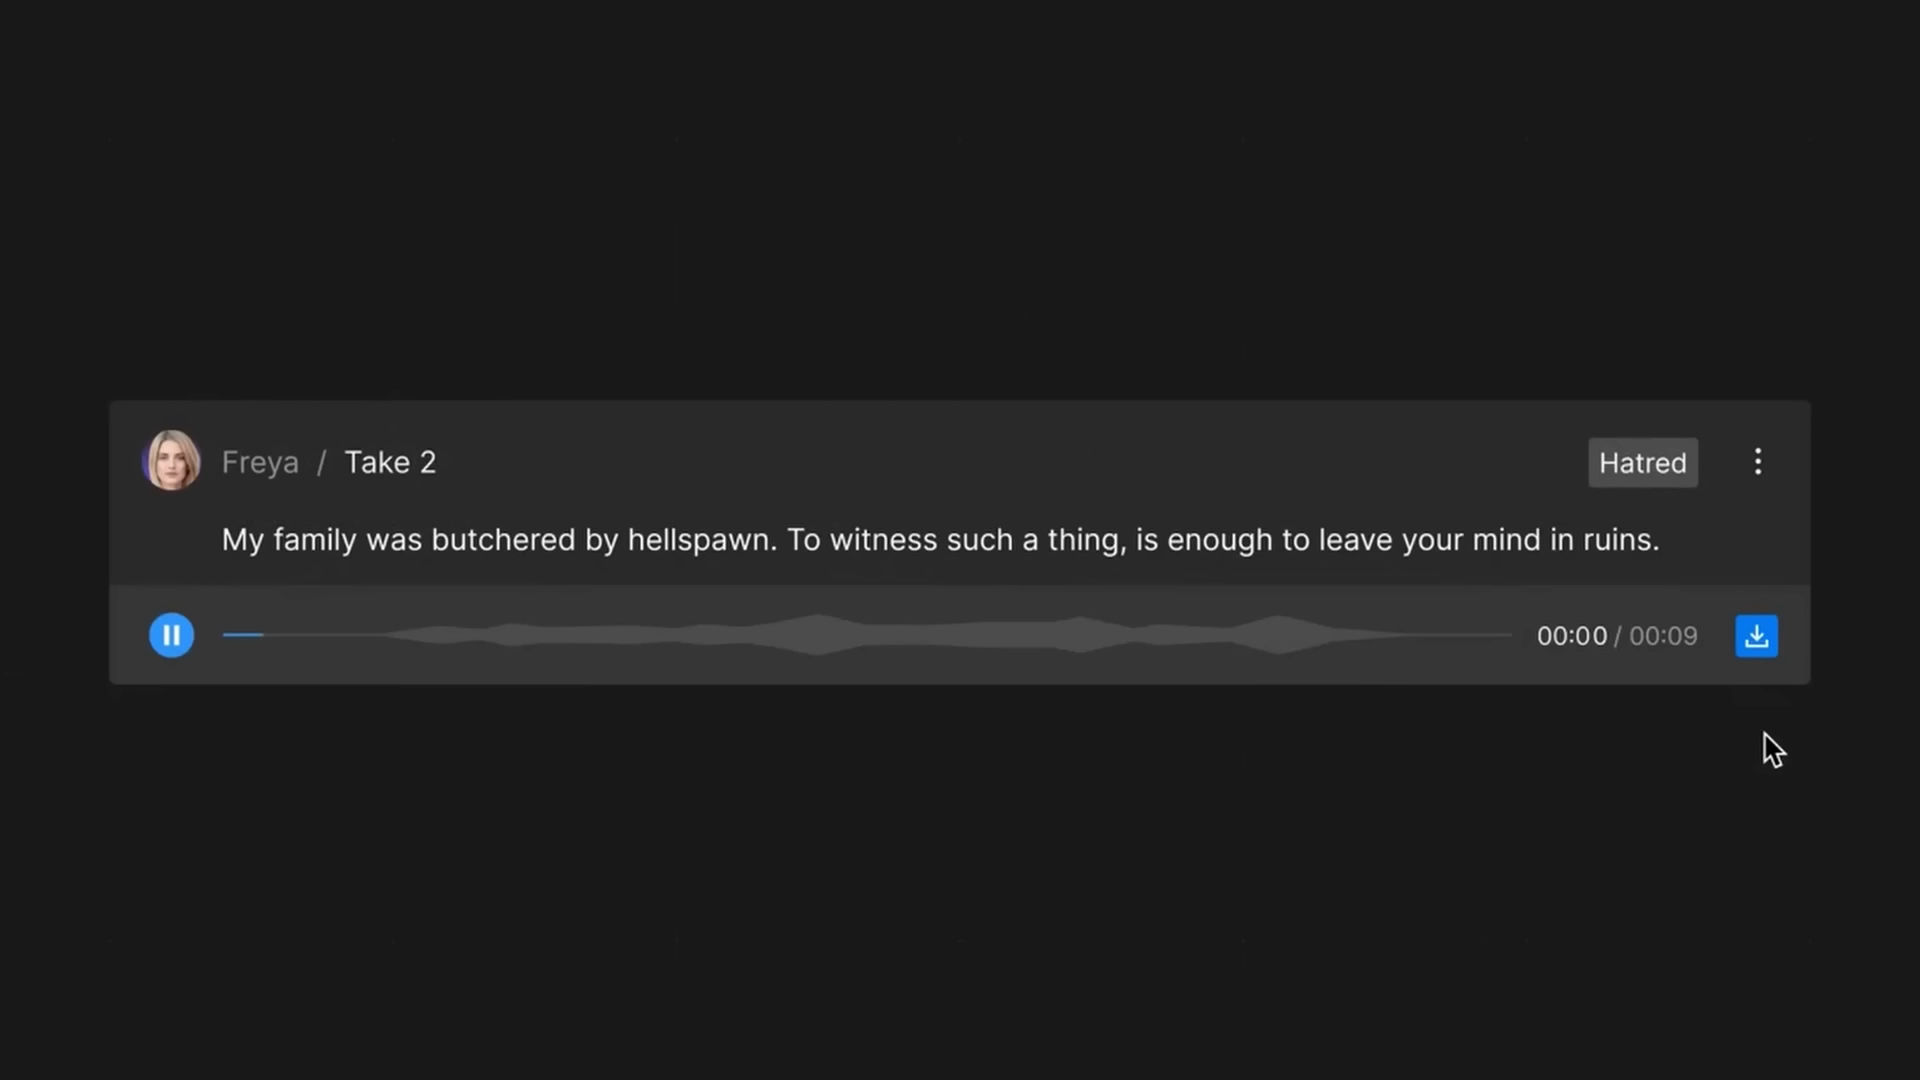 Freya / Take 2
Hatred
My family was butchered by hellspawn. To witness such a thing, is enough to leave your mind in ruins.
00:00 / 00:09